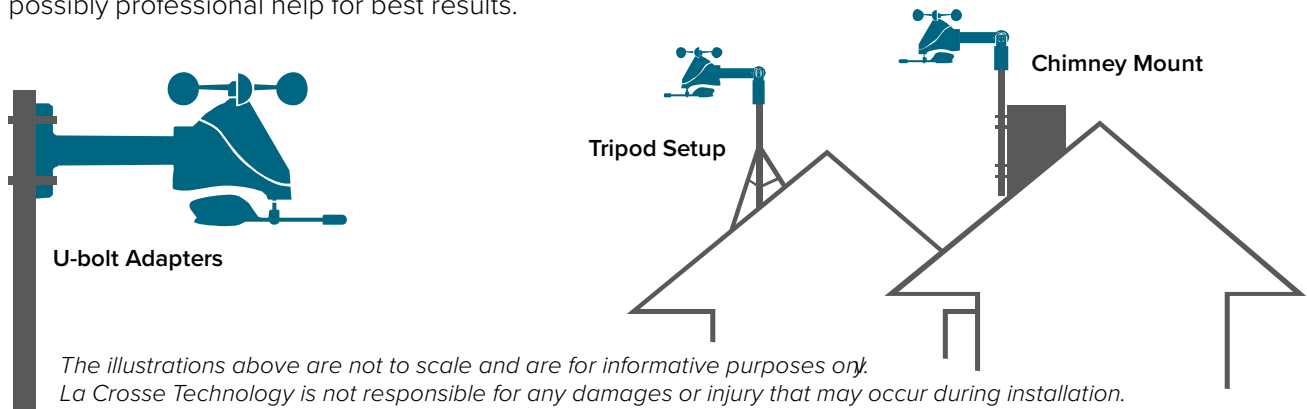 possibly professional help for best results.
Chimney Mount
Tripod Setup
U-bolt Adapters
The illustrations above are not to scale and are for informative purposes only.
La Crosse Technology is not responsible for any damages or injury that may occur during installation.